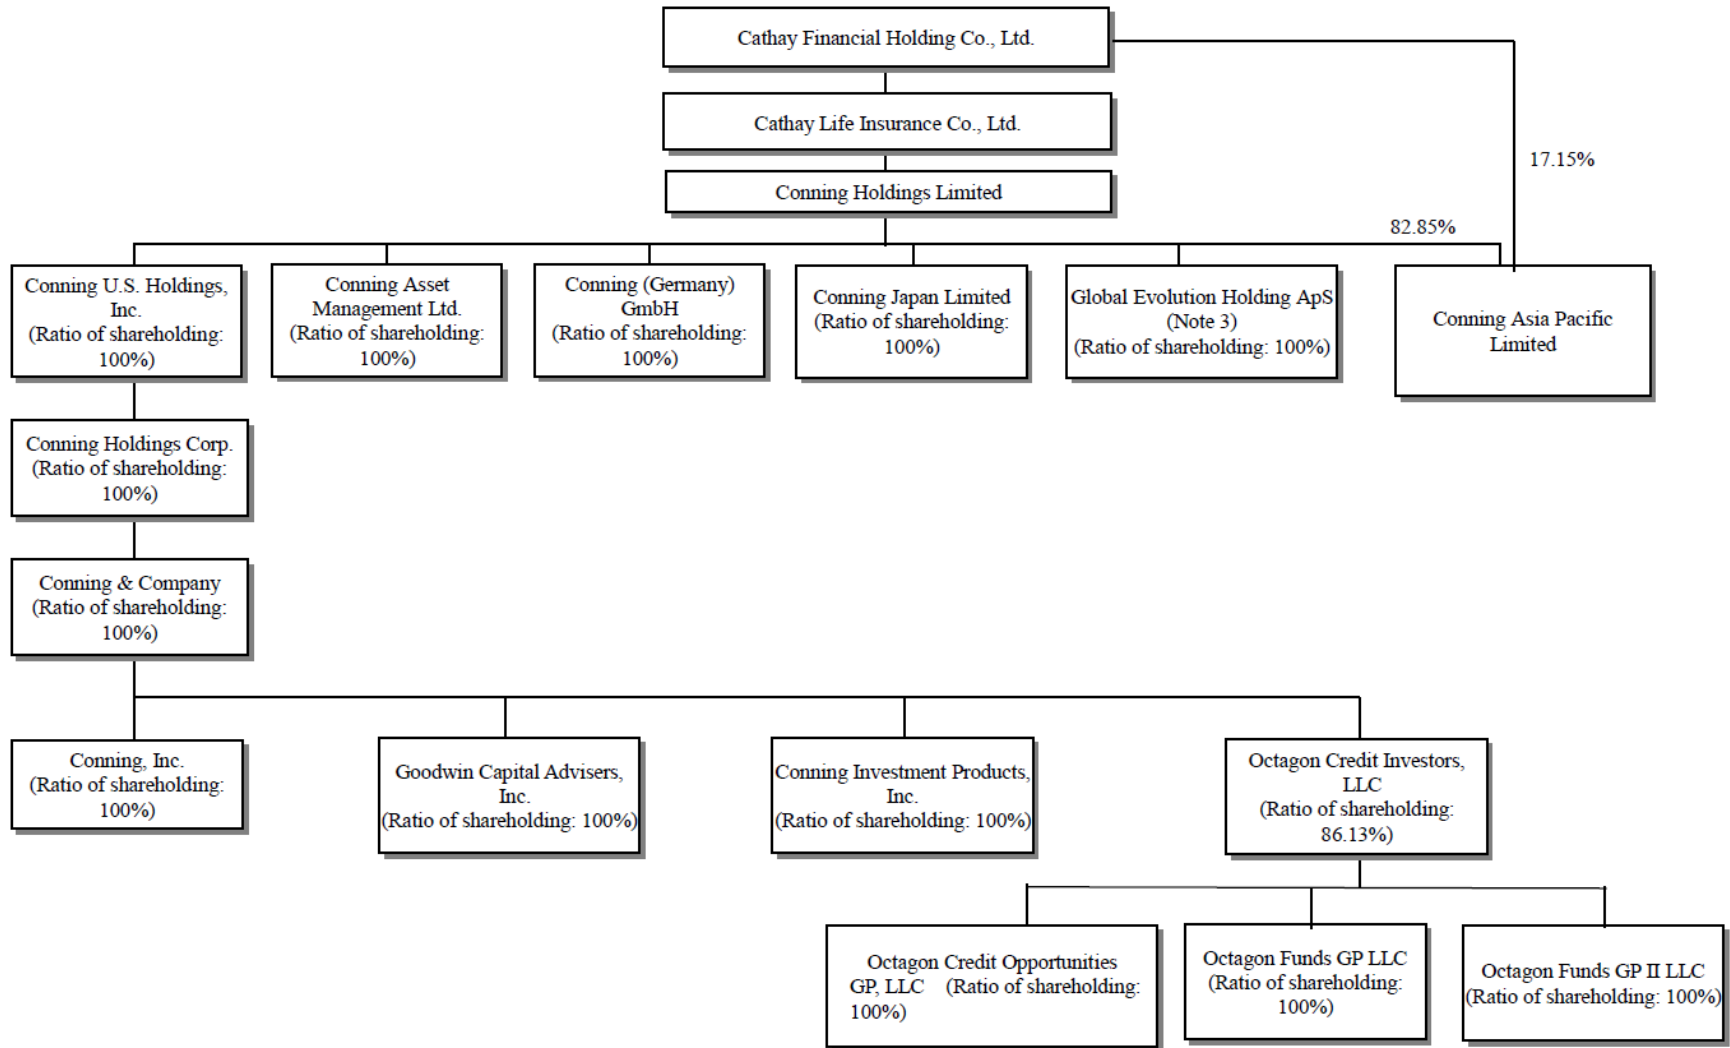 Cathay Financial Holding Co., Ltd.
Cathay Life Insurance Co., Ltd.
17.15%
Conning Holdings Limited
82.85%
Conning U.S. Holdings,
Inc.
(Ratio of shareholding:
100%)
Conning Asset
Management Ltd.
(Ratio of shareholding:
100%)
Conning (Germany)
GmbH
(Ratio of shareholding:
100%)
Conning Japan Limited
(Ratio of shareholding:
100%)
Global Evolution Holding ApS
(Note 3)
(Ratio of shareholding: 100%)
Conning Asia Pacific
Limited
Conning Holdings Corp.
(Ratio of shareholding:
100%)
Conning & Company
(Ratio of shareholding:
100%)
Conning, Inc.
(Ratio of shareholding:
100%)
Goodwin Capital Advisers,
Inc.
(Ratio of shareholding: 100%)
Conning Investment Products,
Inc.
(Ratio of shareholding: 100%)
Octagon Credit Investors,
LLC
(Ratio of shareholding:
86.13%)
Octagon Credit Opportunities
GP, LLC (Ratio of shareholding:
100%)
Octagon Funds GP LLC
(Ratio of shareholding:
100%)
Octagon Funds GP II LLC
(Ratio of shareholding: 100%)